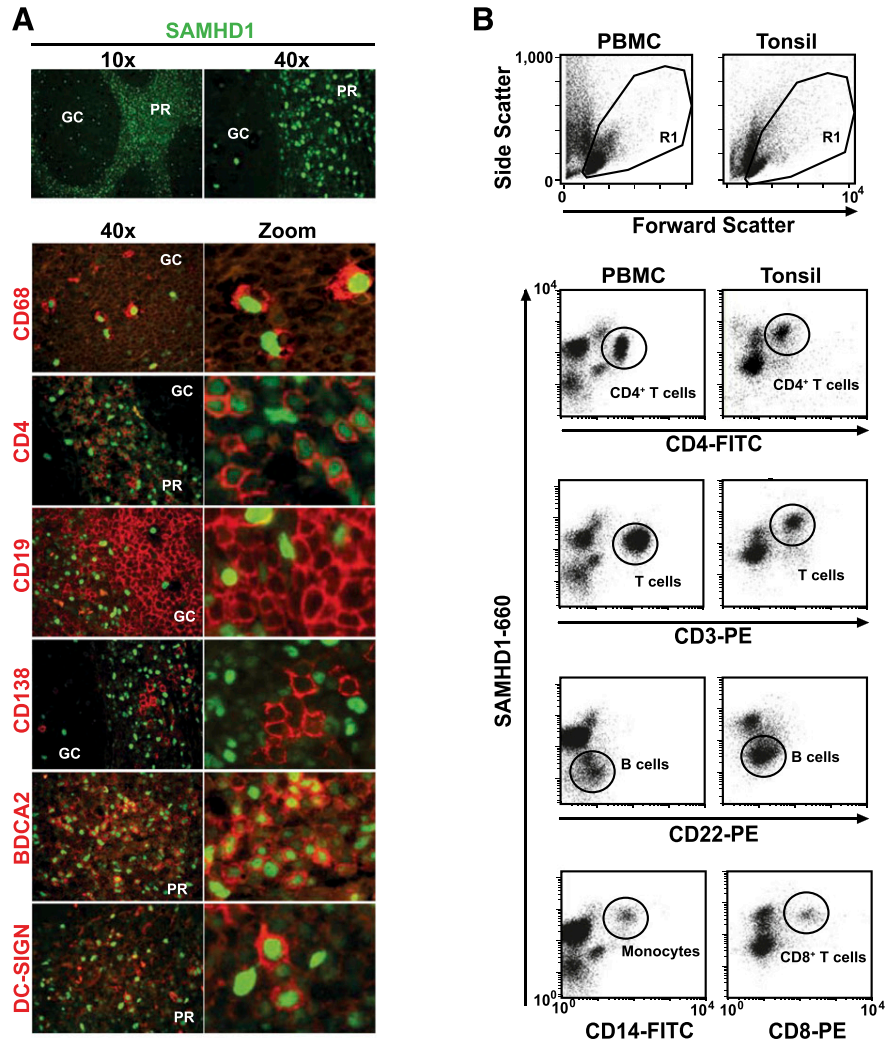 A
SAMHD1
10x 40x
GC PR GC PR
40x Zoom
CD68
GC
CD4
GC
PR
CD19
GC
CD138
GC
BDCA2
PR
DC-SIGN
PR
B
PBMC Tonsil
1,000
Side Scatter
R1 R1
0
0 10⁴
Forward Scatter
PBMC Tonsil
10⁴
CD4⁺ T cells CD4⁺ T cells
CD4-FITC
T cells T cells
CD3-PE
SAMHD1-660
B cells B cells
CD22-PE
Monocytes CD8⁺ T cells
10⁰
10⁰ 10⁴ 10⁰ 10⁴
CD14-FITC CD8-PE